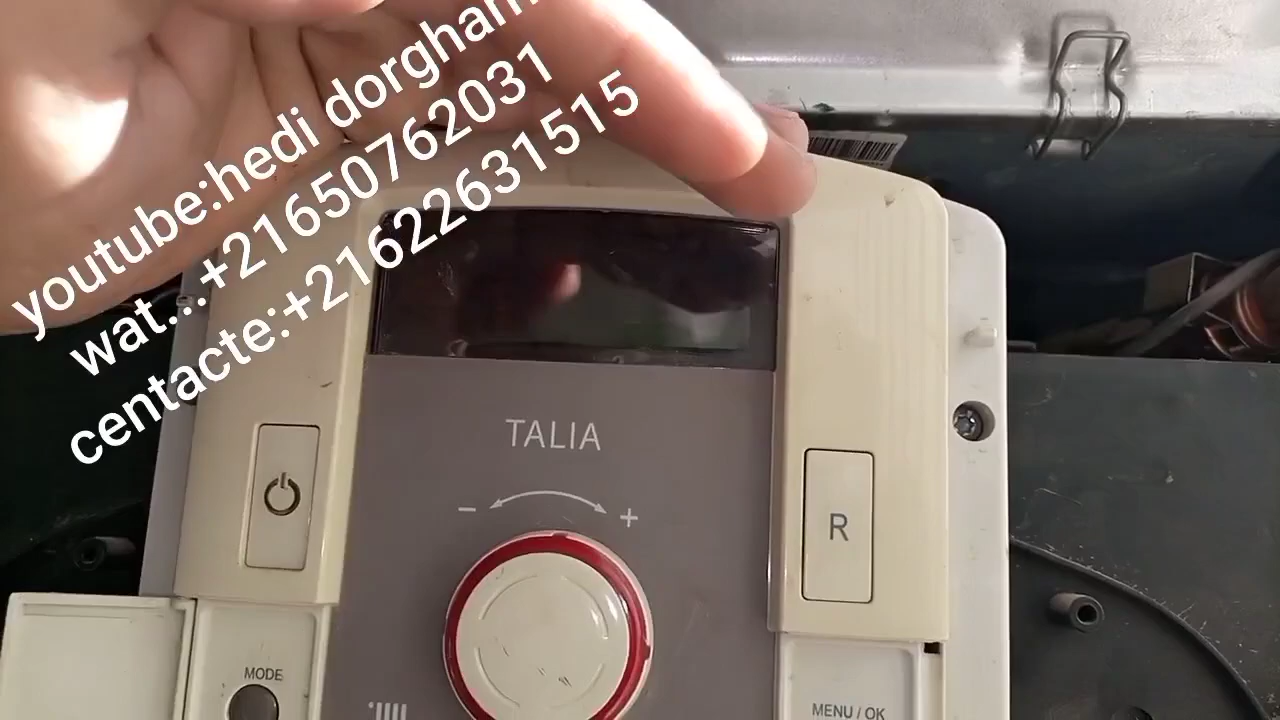 youtube:hedi dorgham
wat...+21650762031
centacte:+21622631515
TALIA
- +
R
MODE
MENU / OK